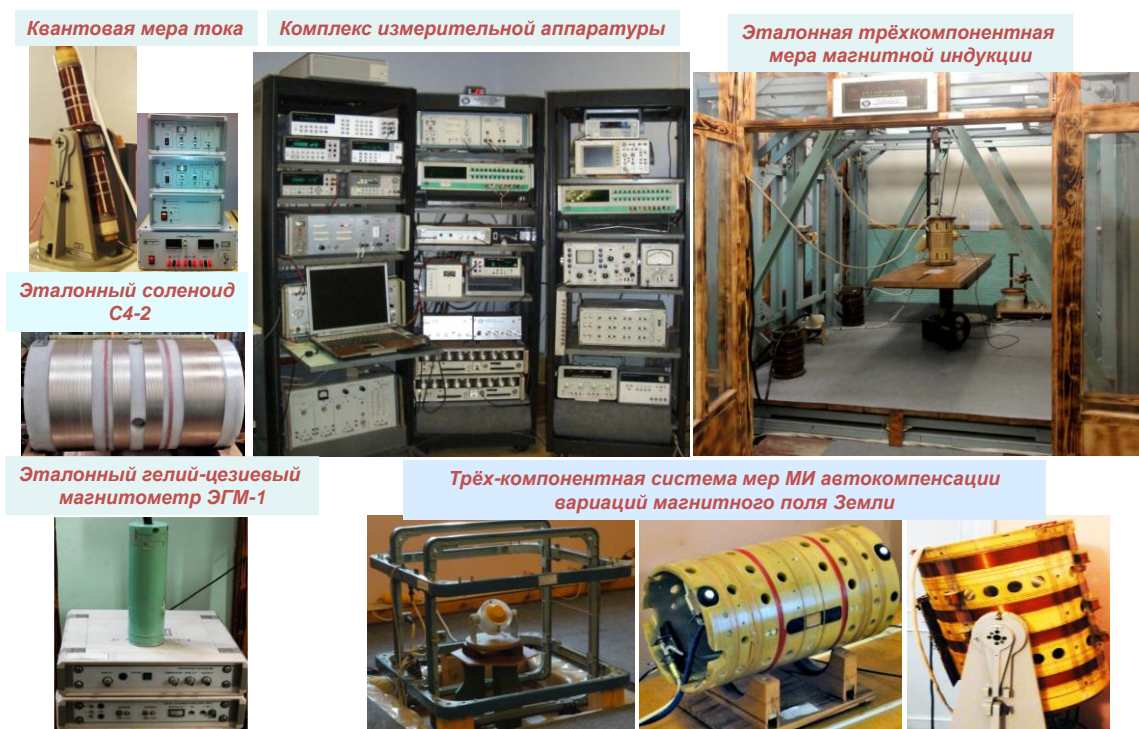 Квантовая мера тока
Комплекс измерительной аппаратуры
Эталонная трёхкомпонентная
мера магнитной индукции
Эталонный соленоид
С4-2
Эталонный гелий-цезиевый
магнитометр ЭГМ-1
Трёх-компонентная система мер МИ автокомпенсации
вариаций магнитного поля Земли